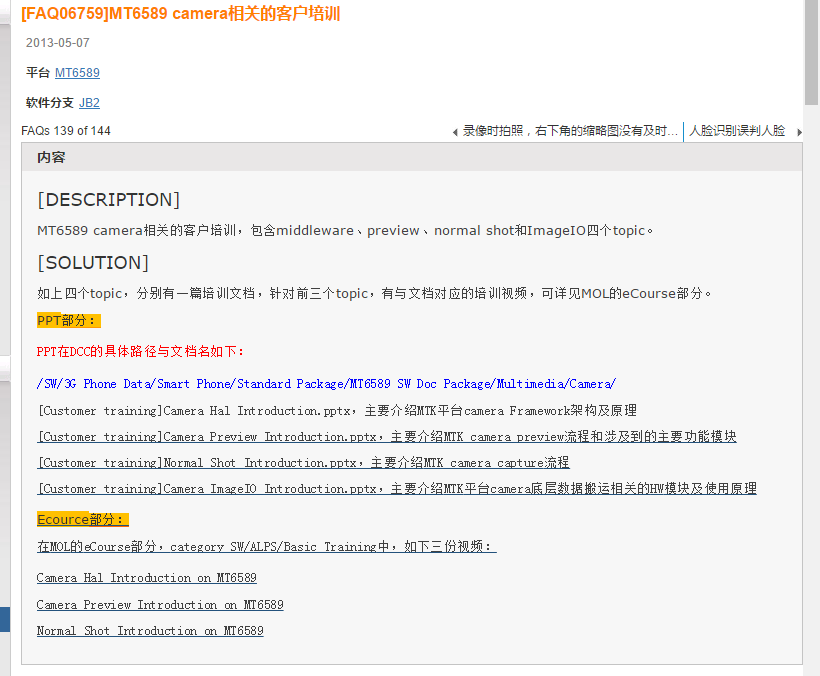 [FAQ06759]MT6589 camera相关的客户培训
2013-05-07
平台 MT6589
软件分支 JB2
FAQs 139 of 144
录像时拍照，右下角的缩略图没有及时... 人脸识别误判人脸
内容
[DESCRIPTION]
MT6589 camera相关的客户培训，包含middleware、preview、normal shot和ImageIO四个topic。
[SOLUTION]
如上四个topic，分别有一篇培训文档，针对前三个topic，有与文档对应的培训视频，可详见MOL的eCourse部分。
PPT部分：
PPT在DCC的具体路径与文档名如下：
/SW/3G Phone Data/Smart Phone/Standard Package/MT6589 SW Doc Package/Multimedia/Camera/
[Customer training]Camera Hal Introduction.pptx，主要介绍MTK平台camera Framework架构及原理
[Customer training]Camera Preview Introduction.pptx，主要介绍MTK camera preview流程和涉及到的主要功能模块
[Customer training]Normal Shot Introduction.pptx，主要介绍MTK camera capture流程
[Customer training]Camera ImageIO Introduction.pptx，主要介绍MTK平台camera底层数据搬运相关的HW模块及使用原理
Ecource部分：
在MOL的eCourse部分，category SW/ALPS/Basic Training中，如下三份视频：
Camera Hal Introduction on MT6589
Camera Preview Introduction on MT6589
Normal Shot Introduction on MT6589